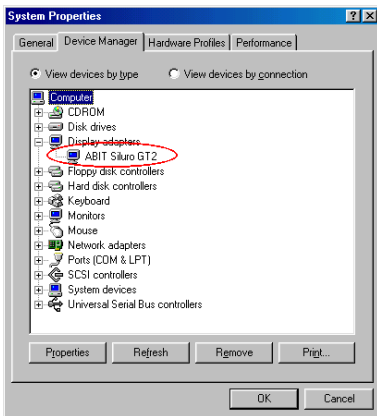 System Properties
General Device Manager Hardware Profiles Performance
View devices by type View devices by connection
Computer
CDROM
Disk drives
Display adapters
ABIT Siluro GT2
Floppy disk controllers
Hard disk controllers
Keyboard
Monitors
Mouse
Network adapters
Ports (COM & LPT)
SCSI controllers
System devices
Universal Serial Bus controllers
Properties Refresh Remove Print...
OK Cancel